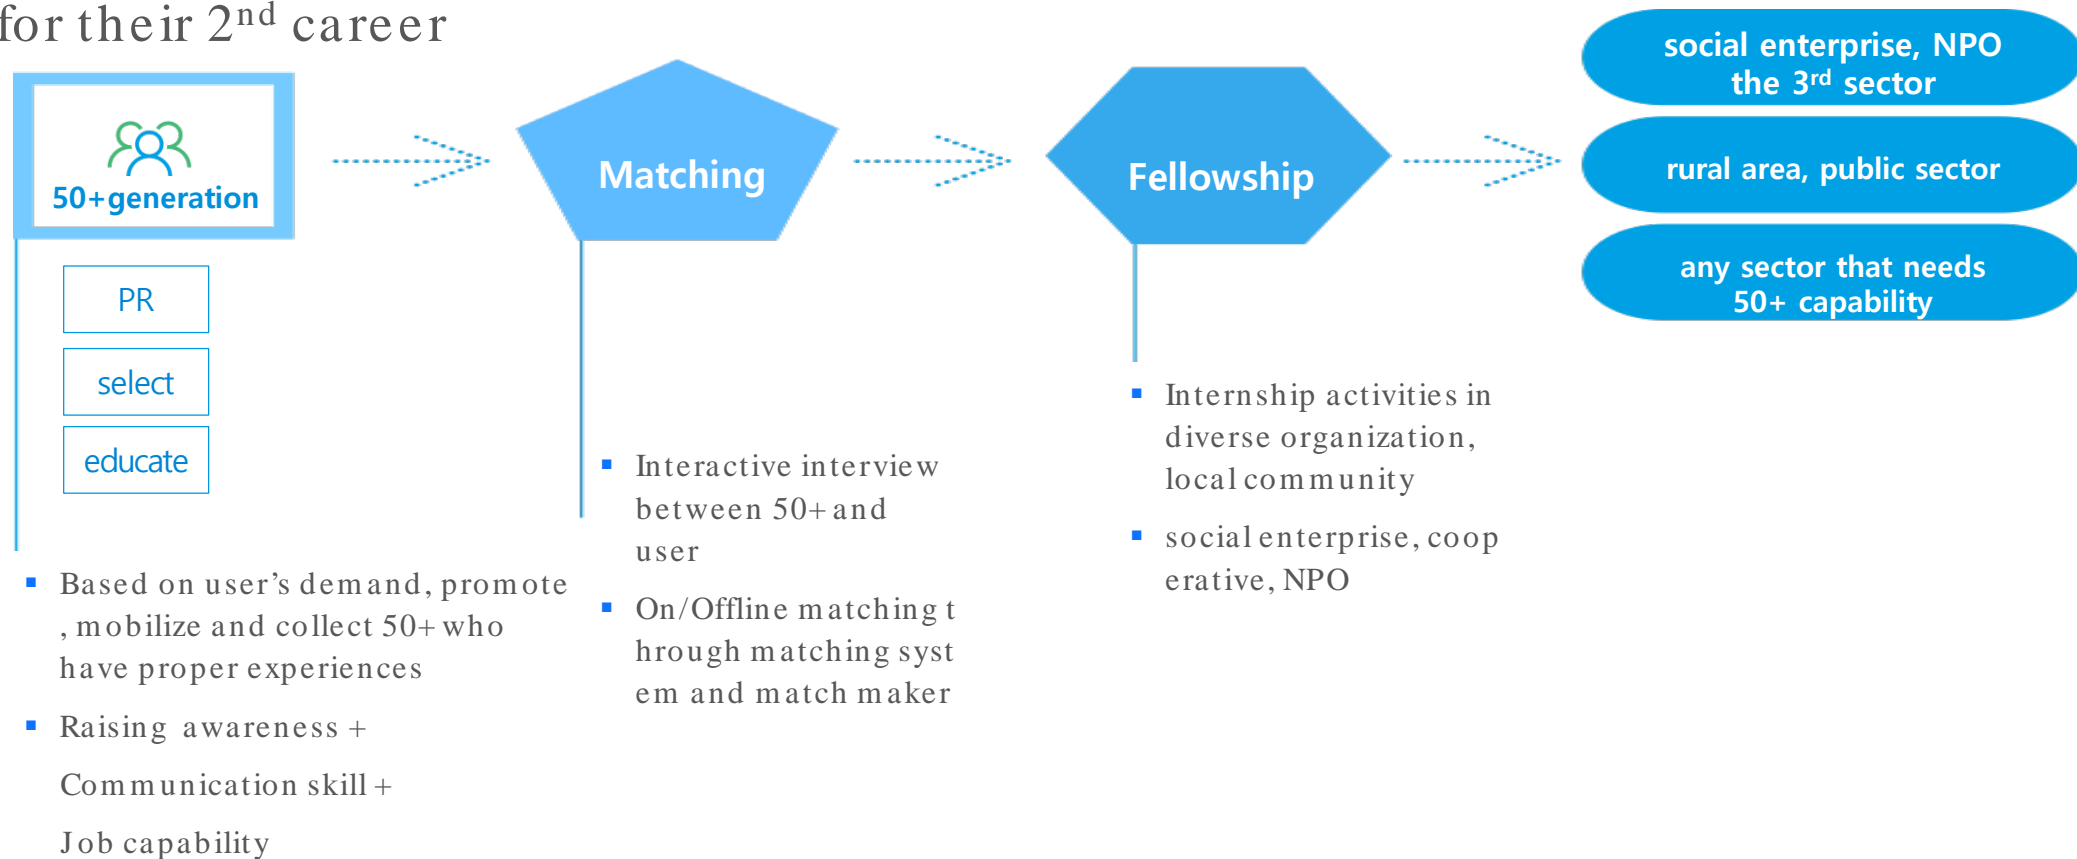 for their 2nd career
50+generation
PR
select
educate
Based on user’s demand, promote
, mobilize and collect 50+ who
have proper experiences
Raising awareness +
Communication skill +
Job capability
Matching
Interactive interview
between 50+ and
user
On/Offline matching t
hrough matching syst
em and match maker
Fellowship
Internship activities in
diverse organization,
local community
social enterprise, coop
erative, NPO
social enterprise, NPO
the 3rd sector
rural area, public sector
any sector that needs
50+ capability